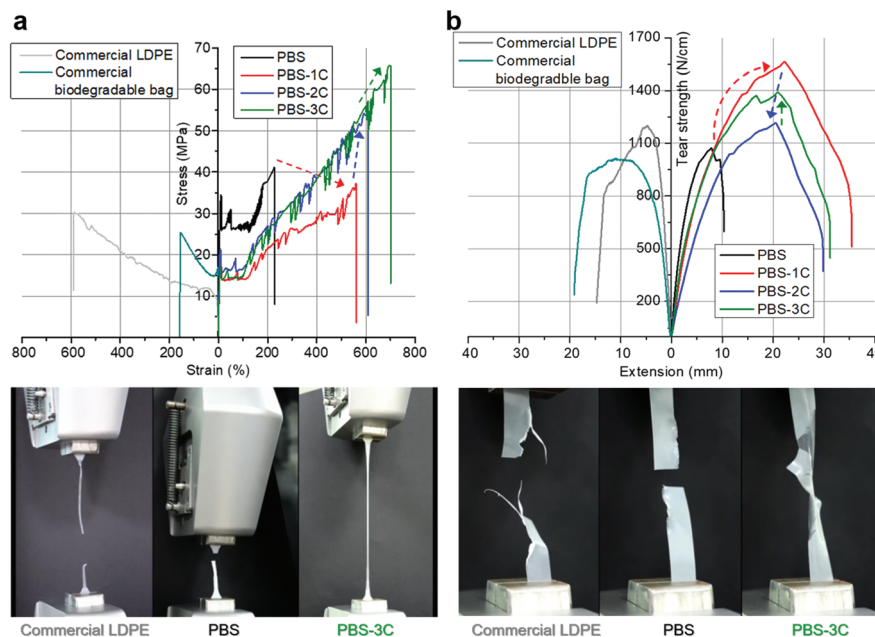 a
Commercial LDPE
Commercial
biodegradable bag
PBS
PBS-1C
PBS-2C
PBS-3C
Stress (MPa)
70
60
50
40
30
20
10
800
600
400
200
0
200
400
600
800
Strain (%)
Commercial LDPE
PBS
PBS-3C
b
Commercial LDPE
Commercial
biodegradble bag
Tear strength (N/cm)
1700
1400
1100
800
500
200
PBS
PBS-1C
PBS-2C
PBS-3C
40
30
20
10
0
10
20
30
40
Extension (mm)
Commercial LDPE
PBS
PBS-3C